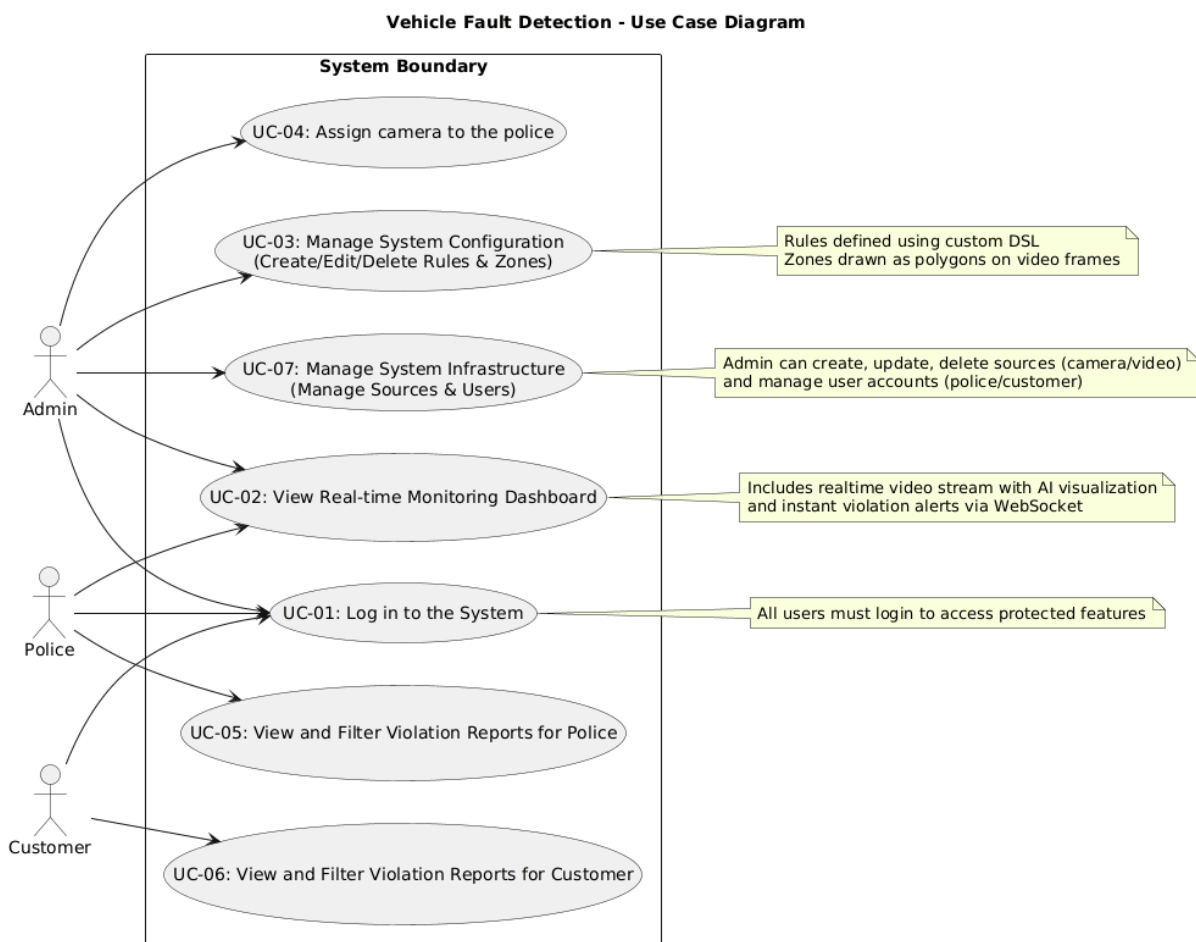 Vehicle Fault Detection - Use Case Diagram
System Boundary
UC-04: Assign camera to the police
UC-03: Manage System Configuration
(Create/Edit/Delete Rules & Zones)
Rules defined using custom DSL
Zones drawn as polygons on video frames
Admin
UC-07: Manage System Infrastructure
(Manage Sources & Users)
Admin can create, update, delete sources (camera/video)
and manage user accounts (police/customer)
UC-02: View Real-time Monitoring Dashboard
Includes realtime video stream with AI visualization
and instant violation alerts via WebSocket
Police
UC-01: Log in to the System
All users must login to access protected features
UC-05: View and Filter Violation Reports for Police
Customer
UC-06: View and Filter Violation Reports for Customer